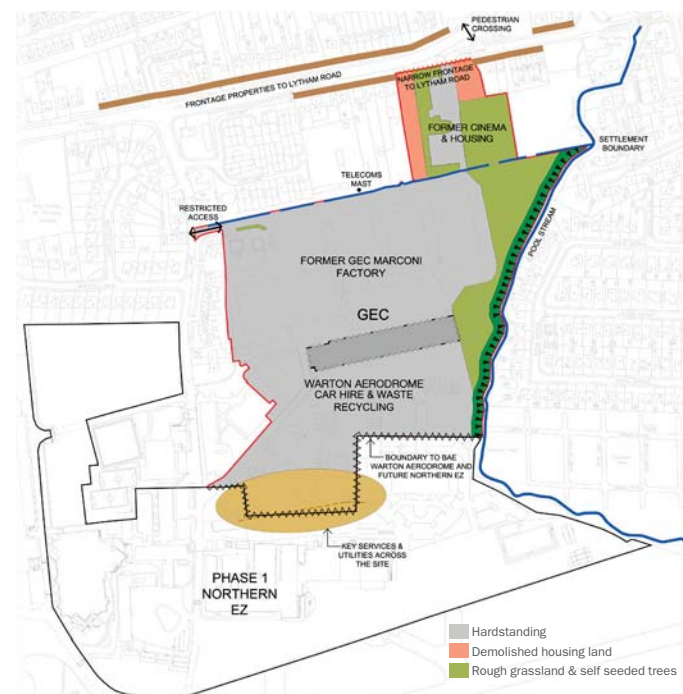 PEDESTRIAN
CROSSING
FRONTAGE PROPERTIES TO LYTHAM ROAD
NARROW FRONTAGE
TO LYTHAM ROAD
FORMER CINEMA
& HOUSING
SETTLEMENT
BOUNDARY
TELECOMS
MAST
RESTRICTED
ACCESS
POOL STREAM
FORMER GEC MARCONI
FACTORY
GEC
WARTON AERODROME
CAR HIRE & WASTE
RECYCLING
BOUNDARY TO BAE
WARTON AERODROME AND
FUTURE NORTHERN EZ
KEY SERVICES &
UTILITIES ACROSS
THE SITE
PHASE 1
NORTHERN
EZ
Hardstanding
Demolished housing land
Rough grassland & self seeded trees